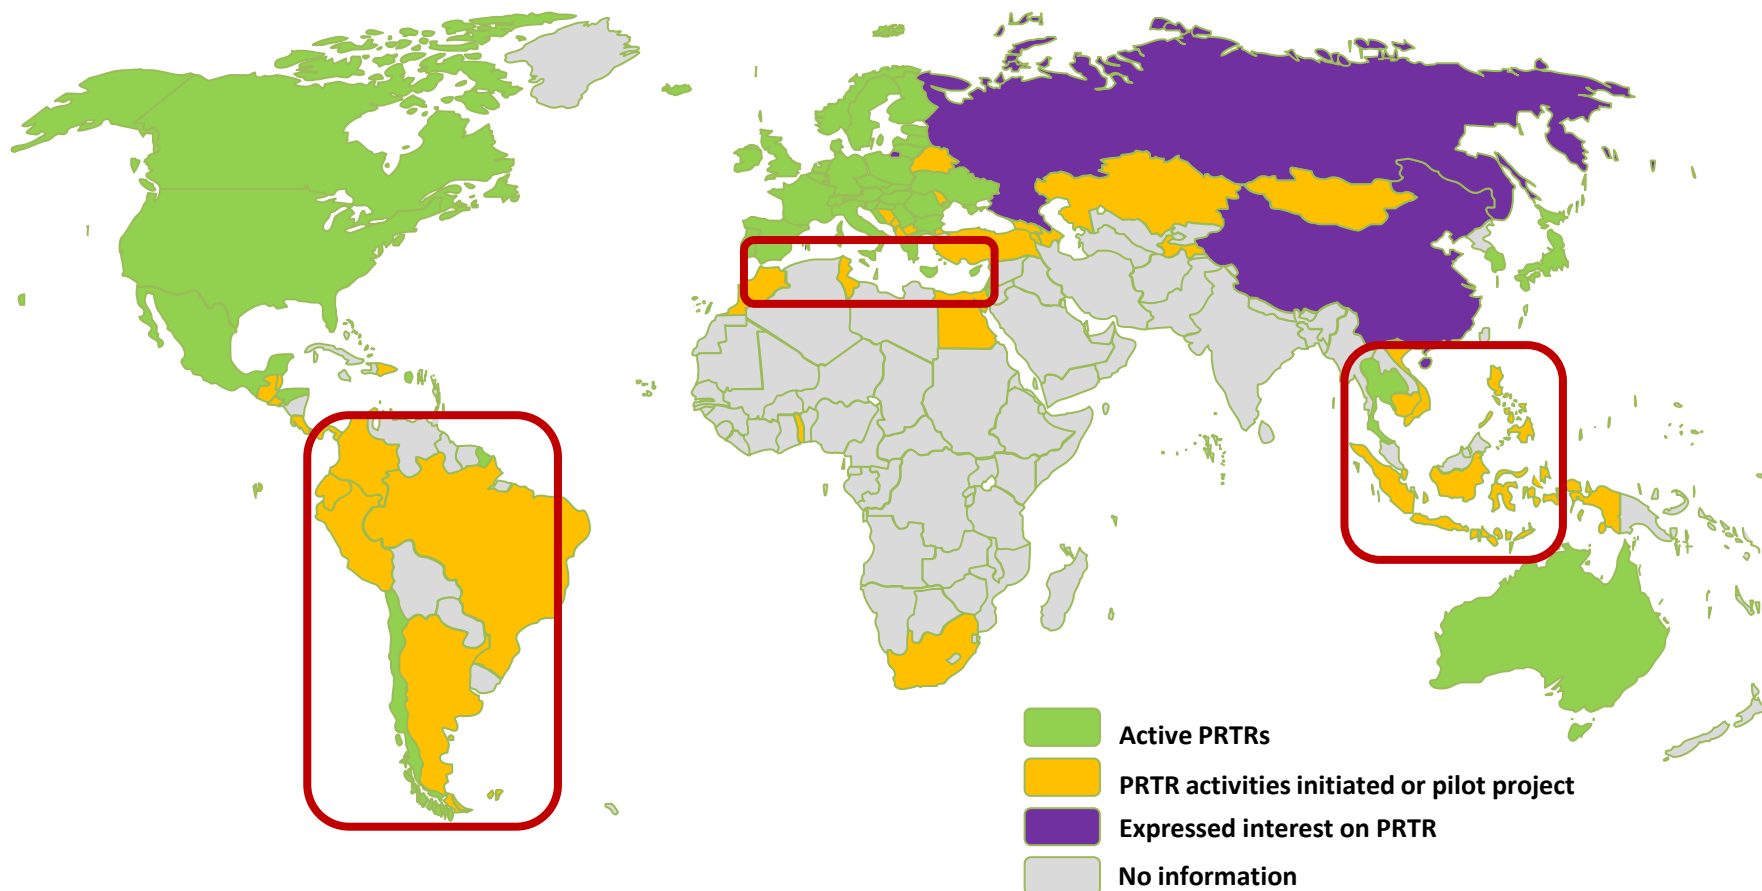 Active PRTRs
PRTR activities initiated or pilot project
Expressed interest on PRTR
No information